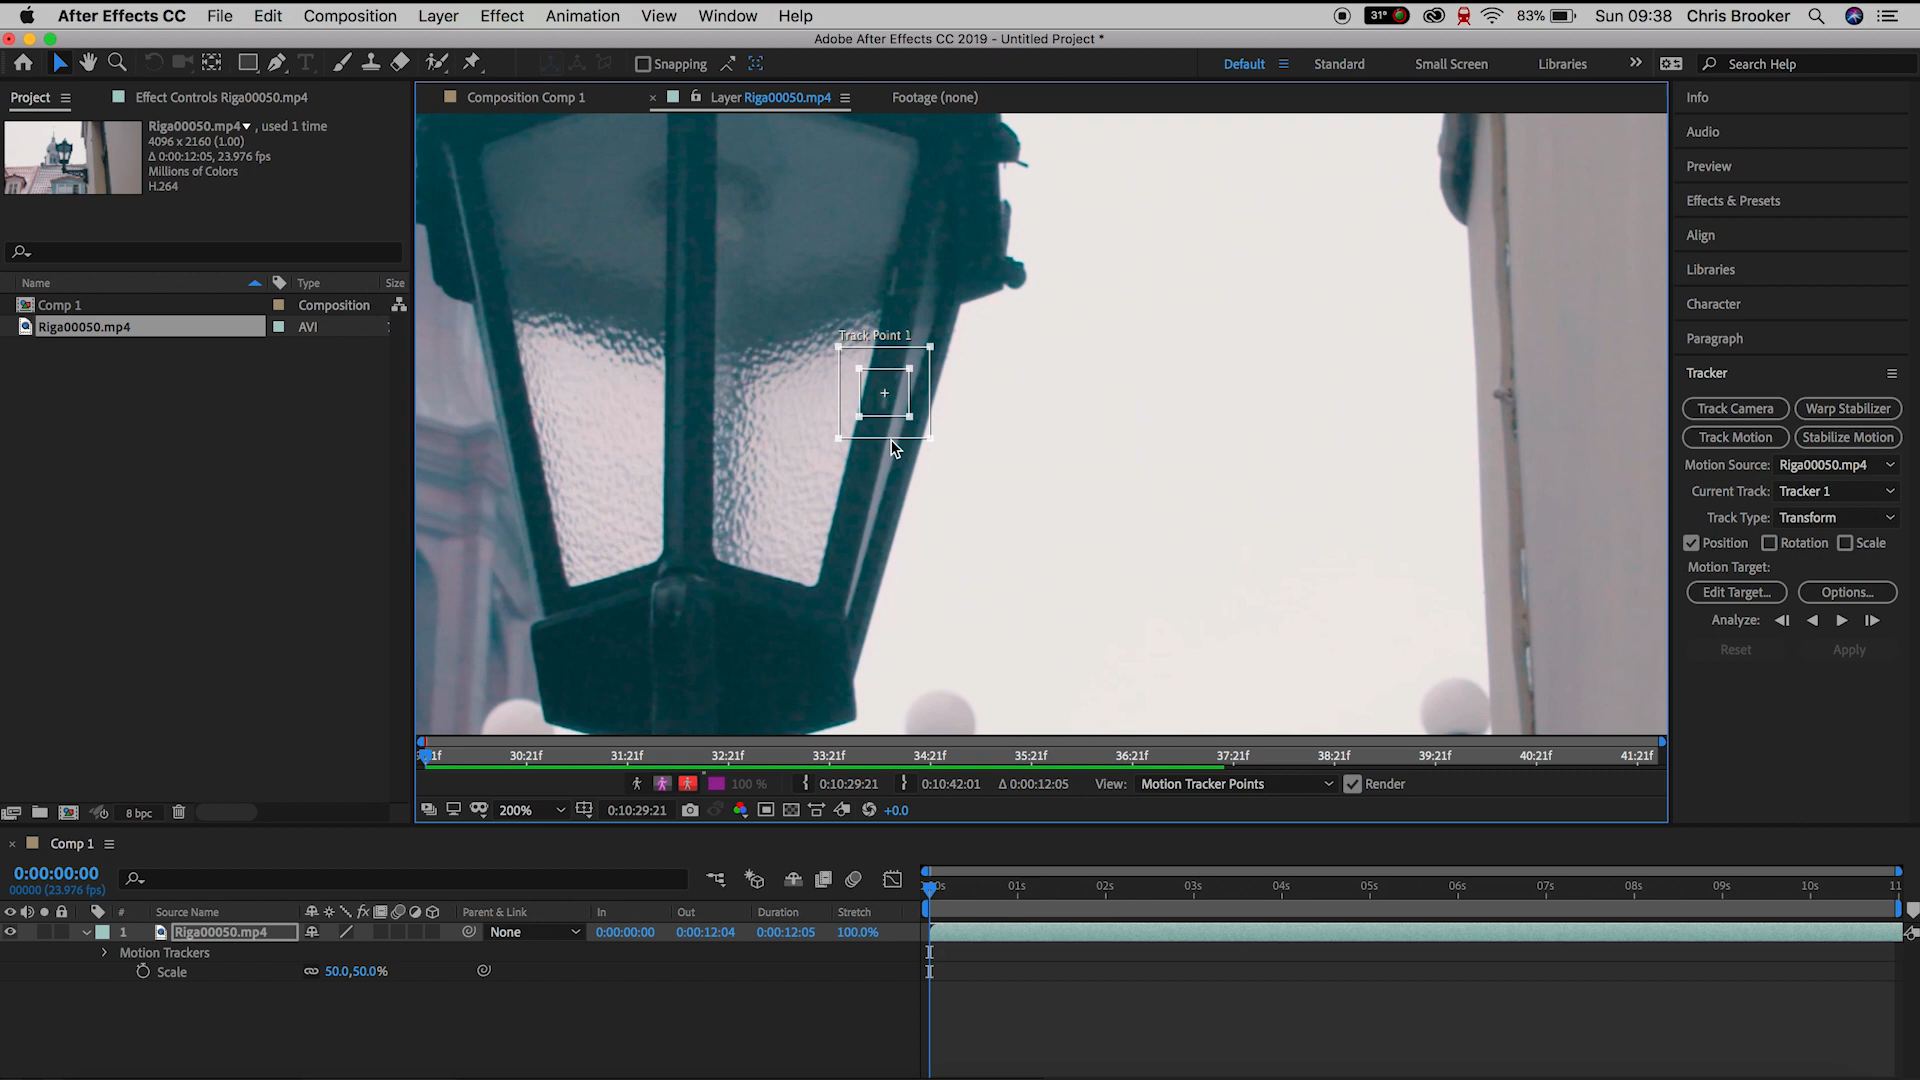 After Effects CC File Edit Composition Layer Effect Animation View Window Help 31° 83% Sun 09:38 Chris Brooker
Adobe After Effects CC 2019 - Untitled Project *
Snapping Default Standard Small Screen Libraries Search Help
Project Effect Controls Riga00050.mp4
Composition Comp 1 Layer Riga00050.mp4 Footage (none)
Riga00050.mp4 , used 1 time
4096 x 2160 (1.00)
Δ 0:00:12:05, 23.976 fps
Millions of Colors
H.264
Name Type Size
Comp 1 Composition
Riga00050.mp4 AVI
Track Point 1
Info
Audio
Preview
Effects & Presets
Align
Libraries
Character
Paragraph
Tracker
Track Camera Warp Stabilizer
Track Motion Stabilize Motion
Motion Source: Riga00050.mp4
Current Track: Tracker 1
Track Type: Transform
Position Rotation Scale
Motion Target:
Edit Target... Options...
Analyze:
Reset Apply
30:21f 31:21f 32:21f 33:21f 34:21f 35:21f 36:21f 37:21f 38:21f 39:21f 40:21f 41:21f
100 % 0:10:29:21 0:10:42:01 Δ 0:00:12:05 View: Motion Tracker Points Render
200% 0:10:29:21 +0.0
8 bpc
Comp 1
0:00:00:00
00000 (23.976 fps)
01s 02s 03s 04s 05s 06s 07s 08s 09s 10s 11
# Source Name Parent & Link In Out Duration Stretch
1 Riga00050.mp4 None 0:00:00:00 0:00:12:04 0:00:12:05 100.0%
Motion Trackers
Scale 50.0,50.0%